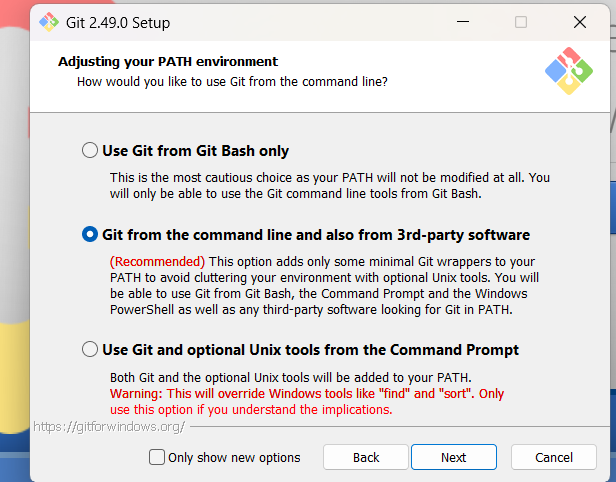 Git 2.49.0 Setup
Adjusting your PATH environment
How would you like to use Git from the command line?
Use Git from Git Bash only
This is the most cautious choice as your PATH will not be modified at all. You
will only be able to use the Git command line tools from Git Bash.
Git from the command line and also from 3rd-party software
(Recommended) This option adds only some minimal Git wrappers to your
PATH to avoid cluttering your environment with optional Unix tools. You will
be able to use Git from Git Bash, the Command Prompt and the Windows
PowerShell as well as any third-party software looking for Git in PATH.
Use Git and optional Unix tools from the Command Prompt
Both Git and the optional Unix tools will be added to your PATH.
Warning: This will override Windows tools like "find" and "sort". Only
use this option if you understand the implications.
https://gitforwindows.org/
Only show new options
Back
Next
Cancel